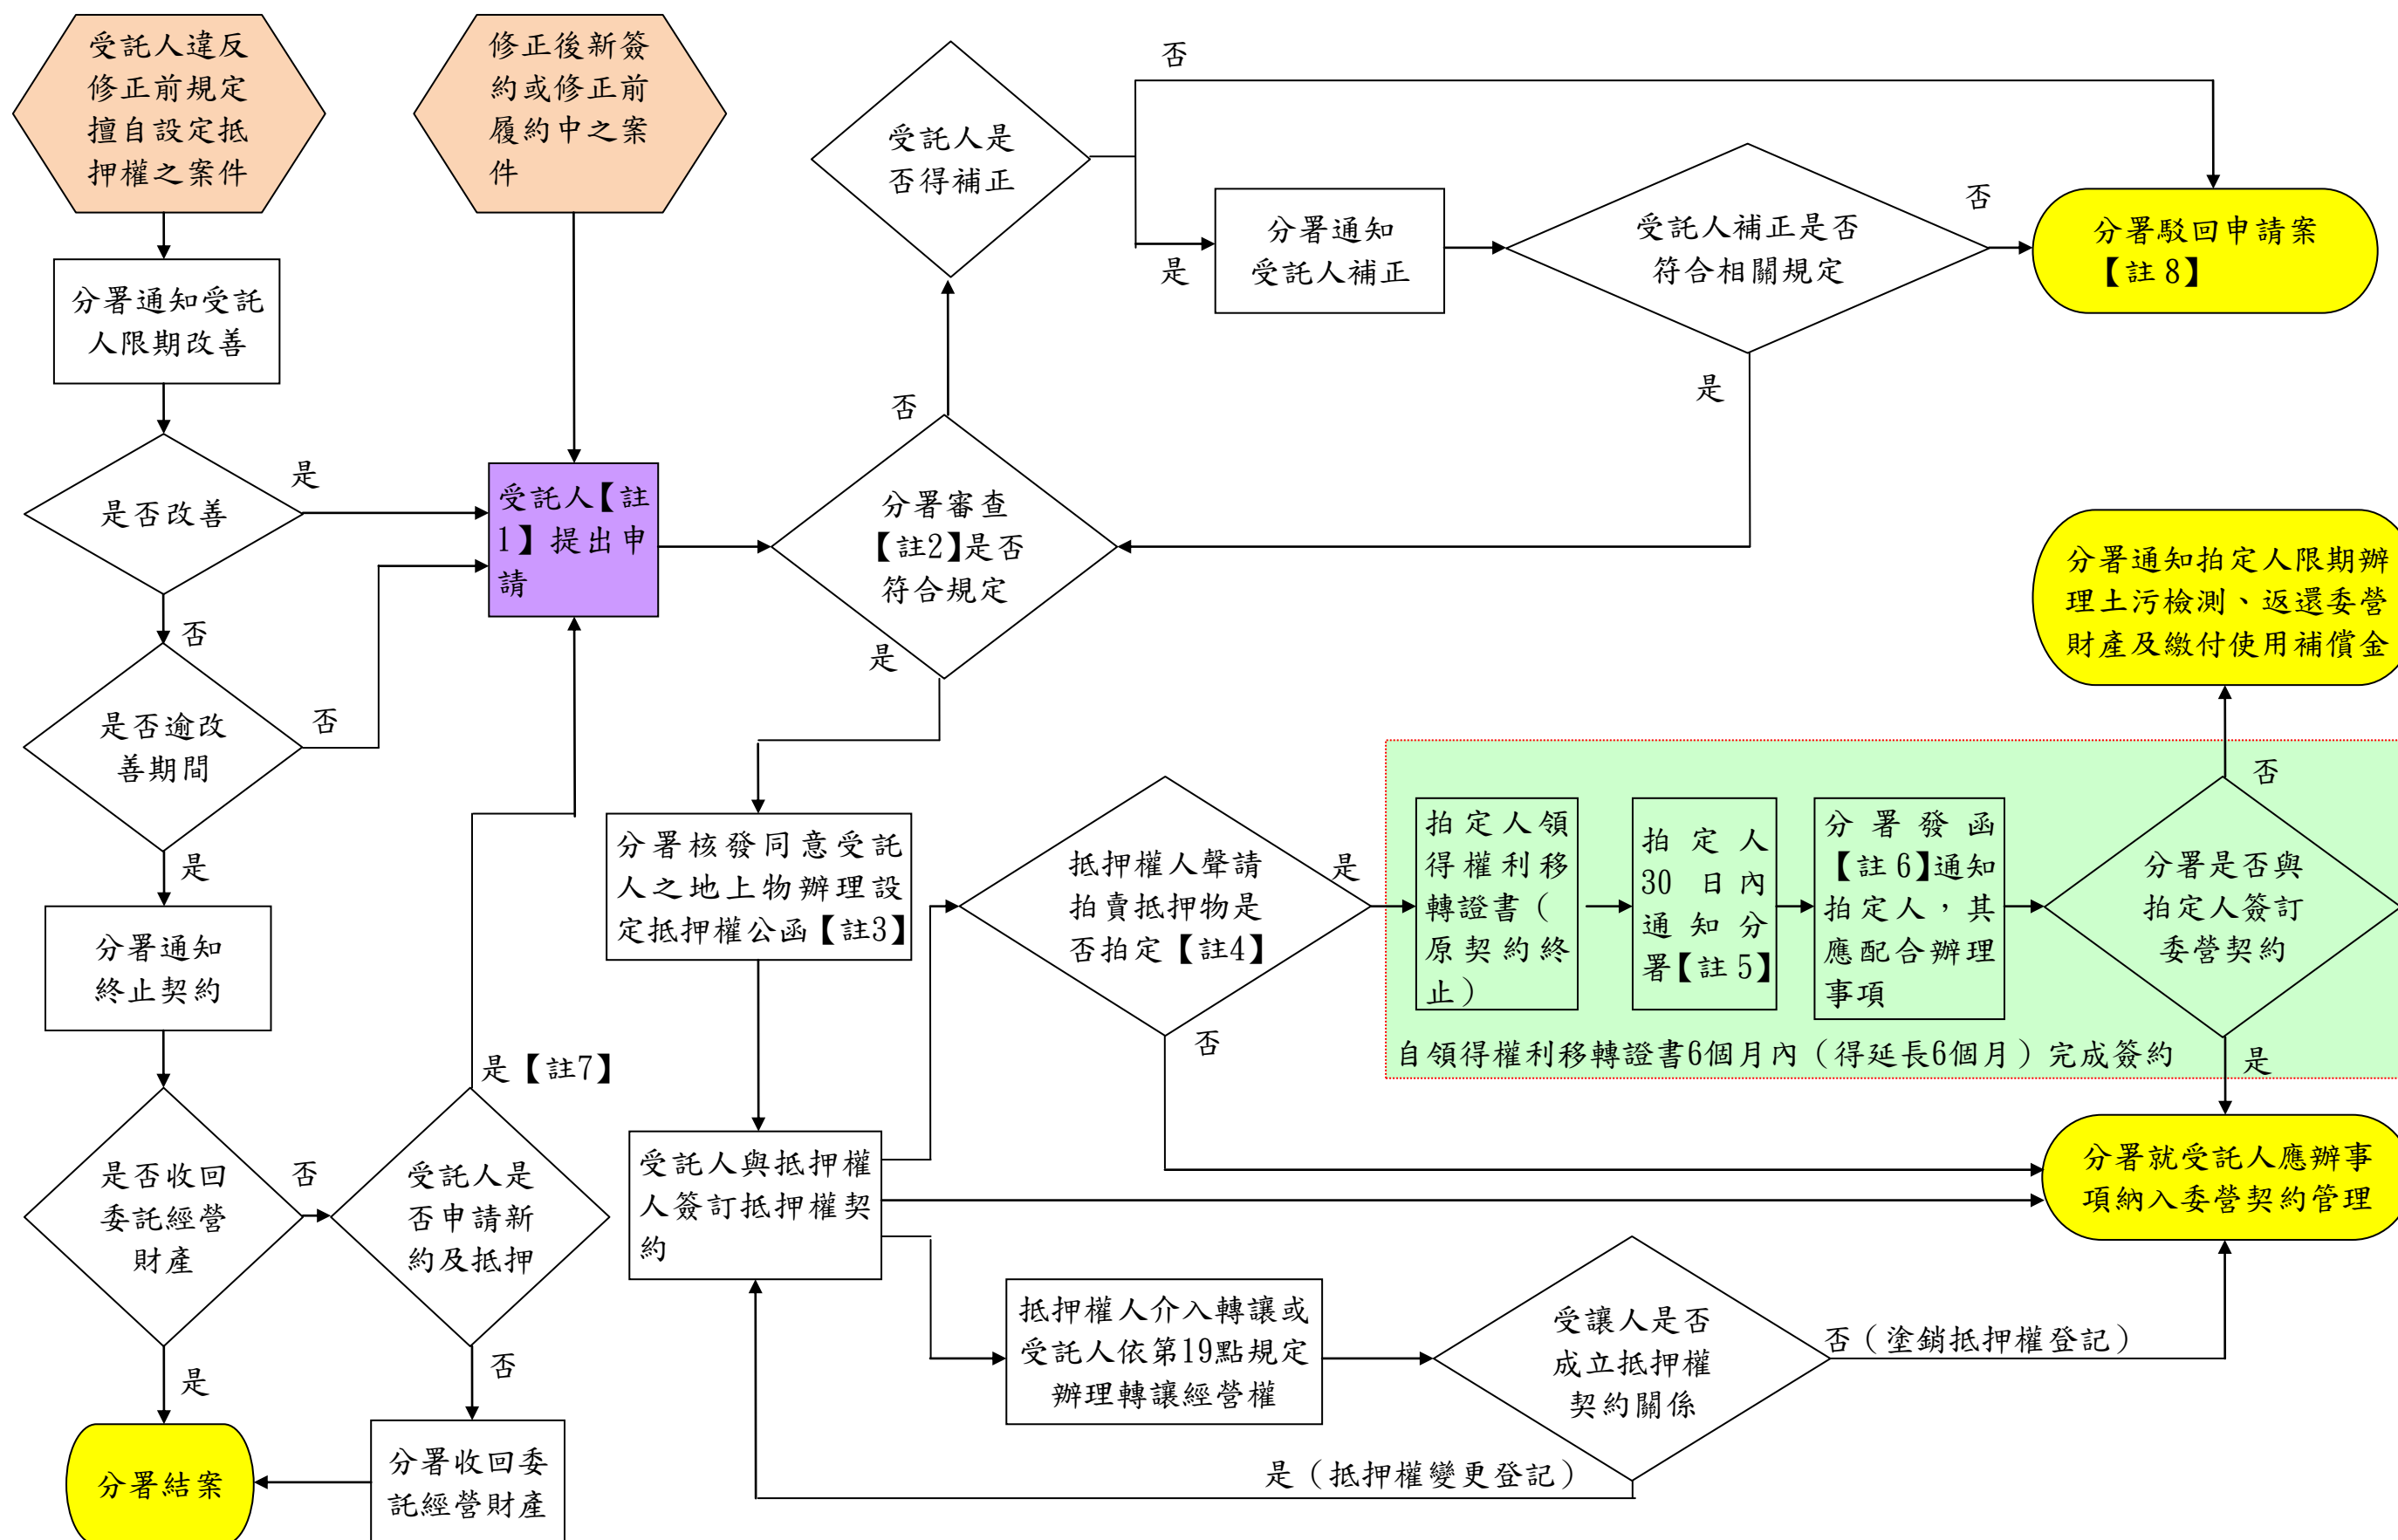 受託人違反
修正前規定
擅自設定抵
押權之案件
修正後新簽
約或修正前
履約中之案
件
分署通知受託
人限期改善
是否改善
是
否
是否逾改
善期間
否
是
分署通知
終止契約
是否收回
委託經營
財產
否
是
分署結案
受託人是
否申請新
約及抵押
是【註7】
否
分署收回委
託經營財產
受託人【註
1】提出申
請
分署審查
【註2】是否
符合規定
否
是
受託人是
否得補正
否
是
分署通知
受託人補正
受託人補正是否
符合相關規定
否
是
分署駁回申請案
【註 8】
分署核發同意受託
人之地上物辦理設
定抵押權公函【註3】
受託人與抵押權
人簽訂抵押權契
約
抵押權人聲請
拍賣抵押物是
否拍定【註4】
是
否
拍定人領
得權利移
轉證書（
原契約終
止）
拍定人
30 日內
通知分
署【註 5】
分署發函
【註 6】通知
拍定人，其
應配合辦理
事項
分署是否與
拍定人簽訂
委營契約
否
是
自領得權利移轉證書6個月內（得延長6個月）完成簽約
分署通知拍定人限期辦
理土污檢測、返還委營
財產及繳付使用補償金
分署就受託人應辦事
項納入委營契約管理
抵押權人介入轉讓或
受託人依第19點規定
辦理轉讓經營權
受讓人是否
成立抵押權
契約關係
否（塗銷抵押權登記）
是（抵押權變更登記）